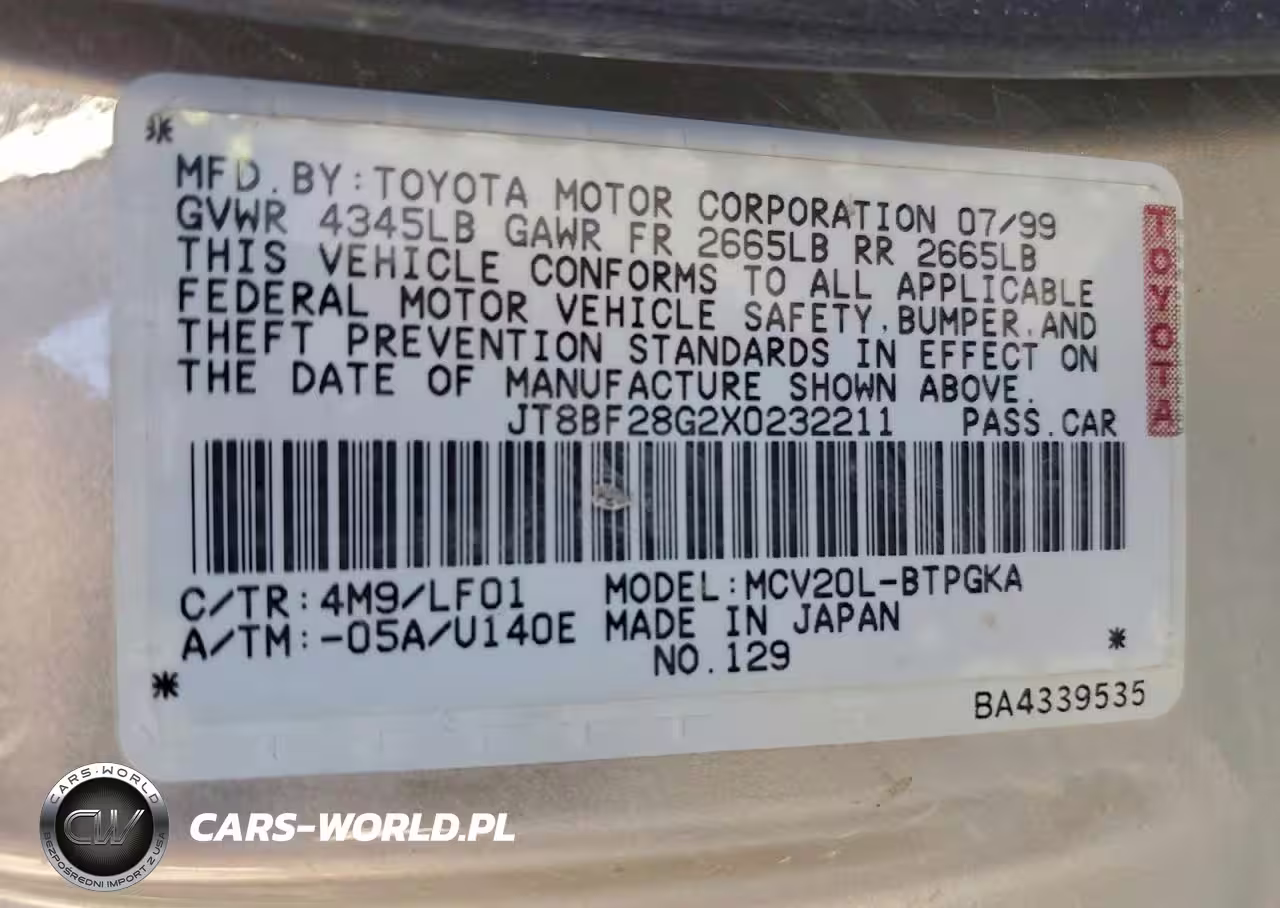 MFD.BY:TOYOTA MOTOR CORPORATION 07/99
GVWR 4345LB GAWR FR 2665LB RR 2665LB
THIS VEHICLE CONFORMS TO ALL APPLICABLE
FEDERAL MOTOR VEHICLE SAFETY,BUMPER,AND
THEFT PREVENTION STANDARDS IN EFFECT ON
THE DATE OF MANUFACTURE SHOWN ABOVE.
JT8BF28G2X0232211 PASS.CAR
TOYOTA
C/TR:4M9/LF01 MODEL:MCV20L-BTPGKA
A/TM:-05A/U140E MADE IN JAPAN
NO.129
BA4339535
CARS-WORLD
CW
BEZPOŚREDNI IMPORT Z USA
CARS-WORLD.PL